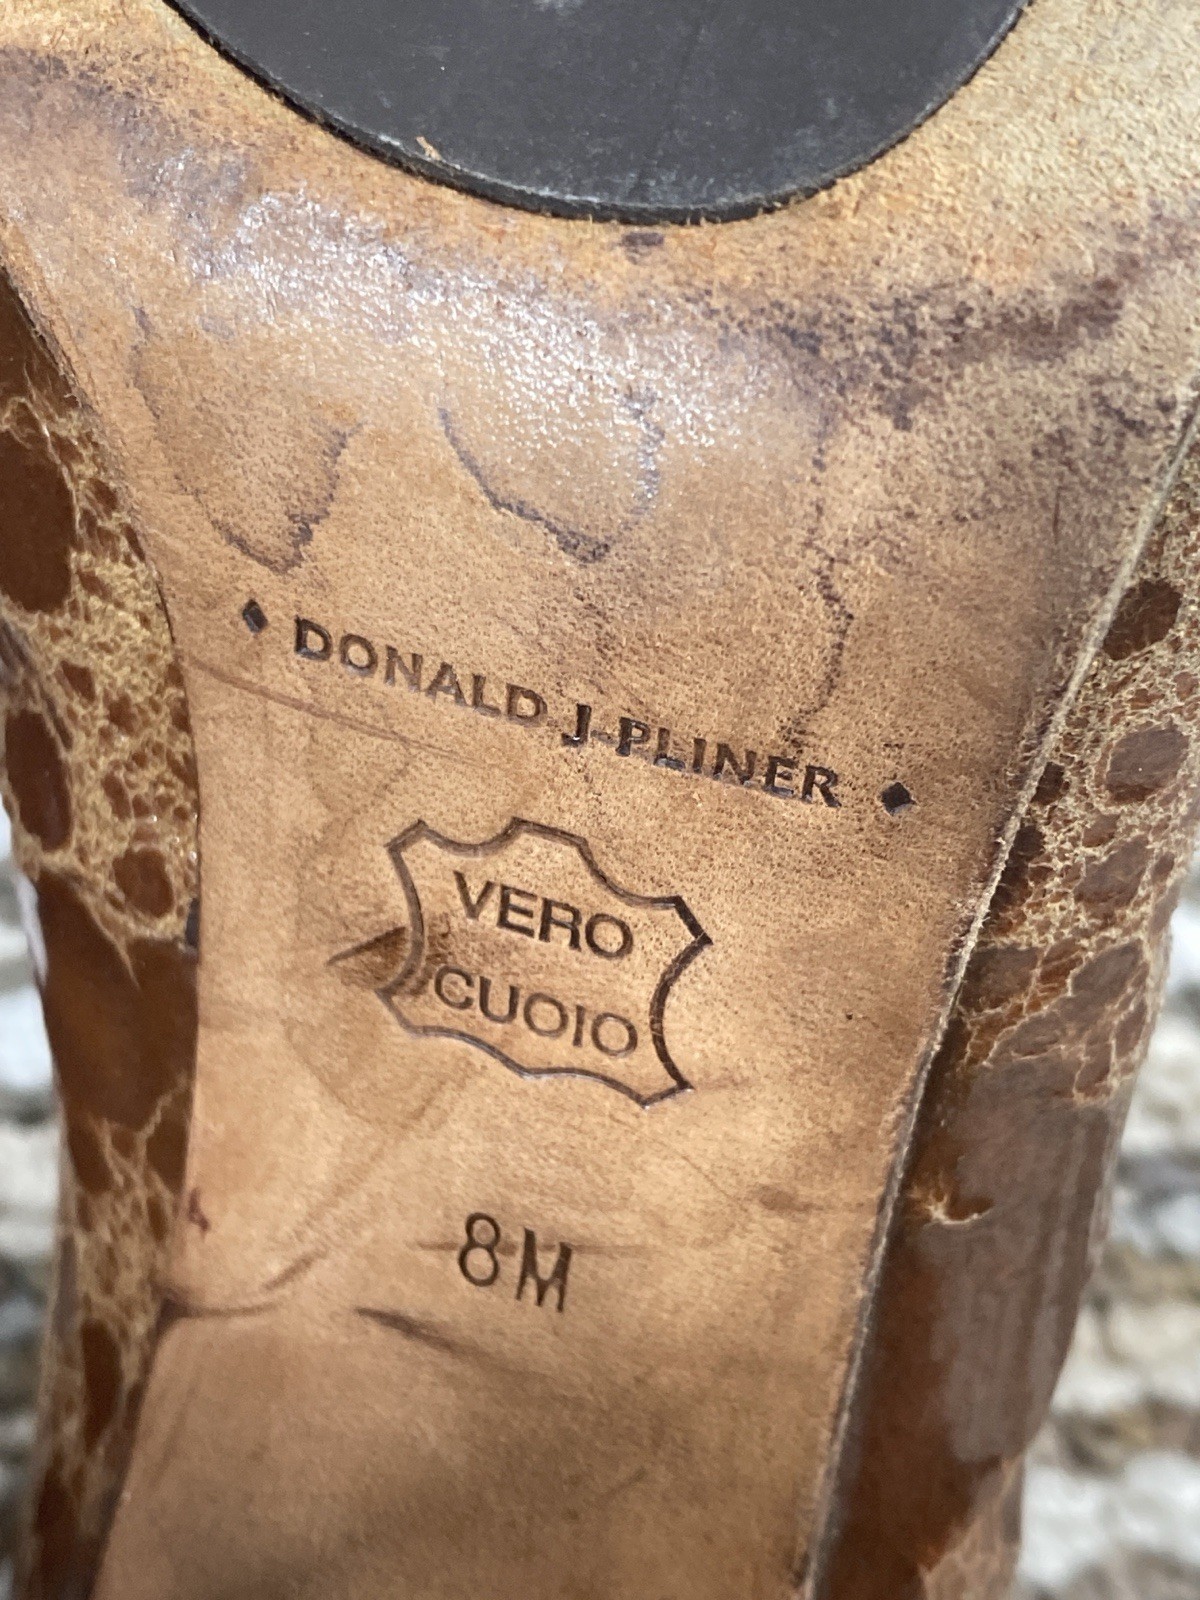 ♦ DONALD J PLINER ♦
VERO
CUOIO
8M